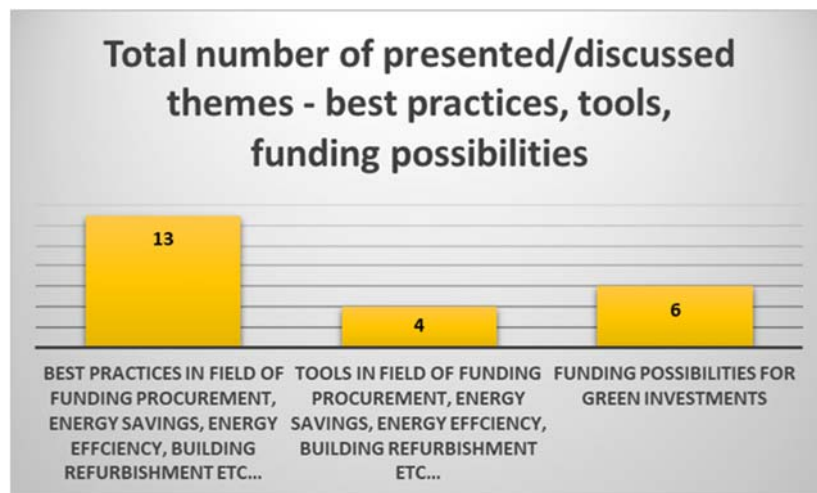 Total number of presented/discussed
themes - best practices, tools,
funding possibilities
13
4
6
BEST PRACTICES IN FIELD OF
FUNDING PROCUREMENT,
ENERGY SAVINGS, ENERGY
EFFCIENCY, BUILDING
REFURBISHMENT ETC...
TOOLS IN FIELD OF FUNDING
PROCUREMENT, ENERGY
SAVINGS, ENERGY EFFCIENCY,
BUILDING REFURBISHMENT
ETC...
FUNDING POSSIBILITIES FOR
GREEN INVESTMENTS